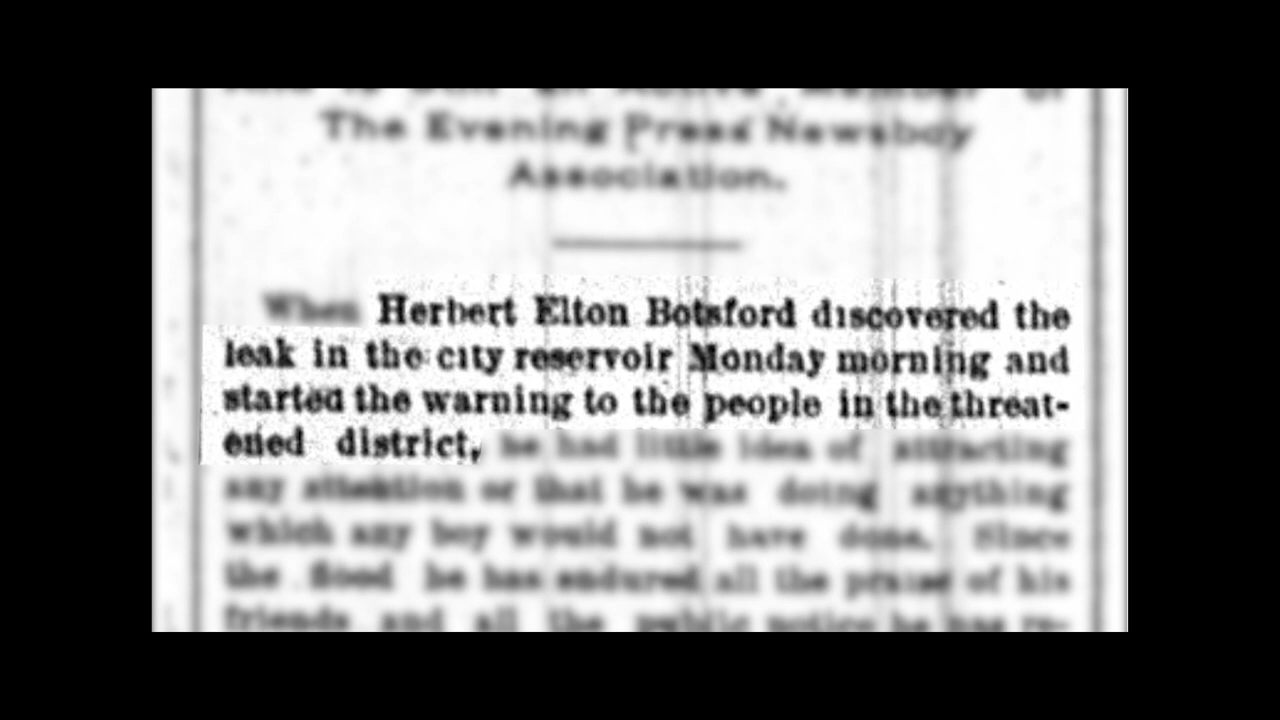 The Evening Press Newsboy
Association.
When Herbert Elton Botsford discovered the
leak in the city reservoir Monday morning and
started the warning to the people in the threat-
ened district, he had little idea of attracting
any attention or that he was doing anything
which any boy would not have done. Since
the flood he has endured all the praise of his
friends and all the public notice he has re-